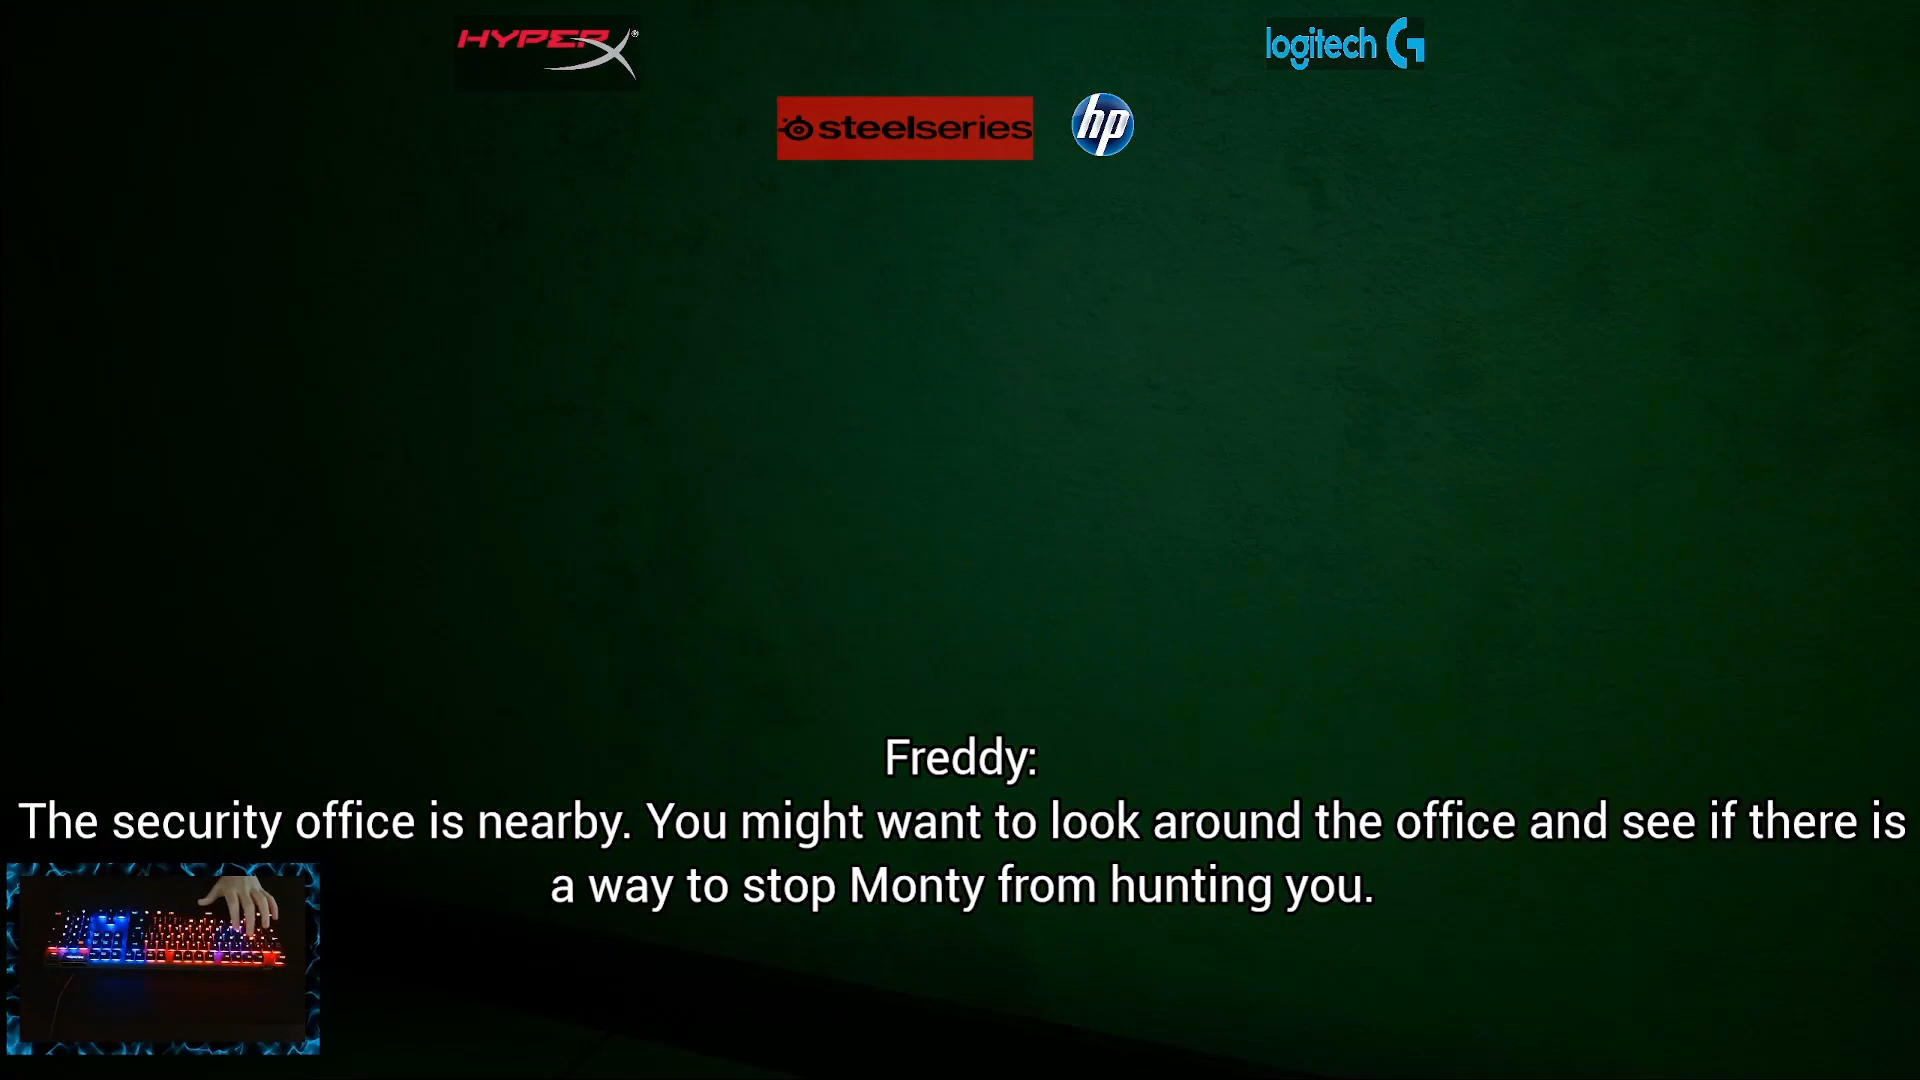 HYPERX®
logitech G
steelseries
hp
Freddy:
The security office is nearby. You might want to look around the office and see if there is
a way to stop Monty from hunting you.